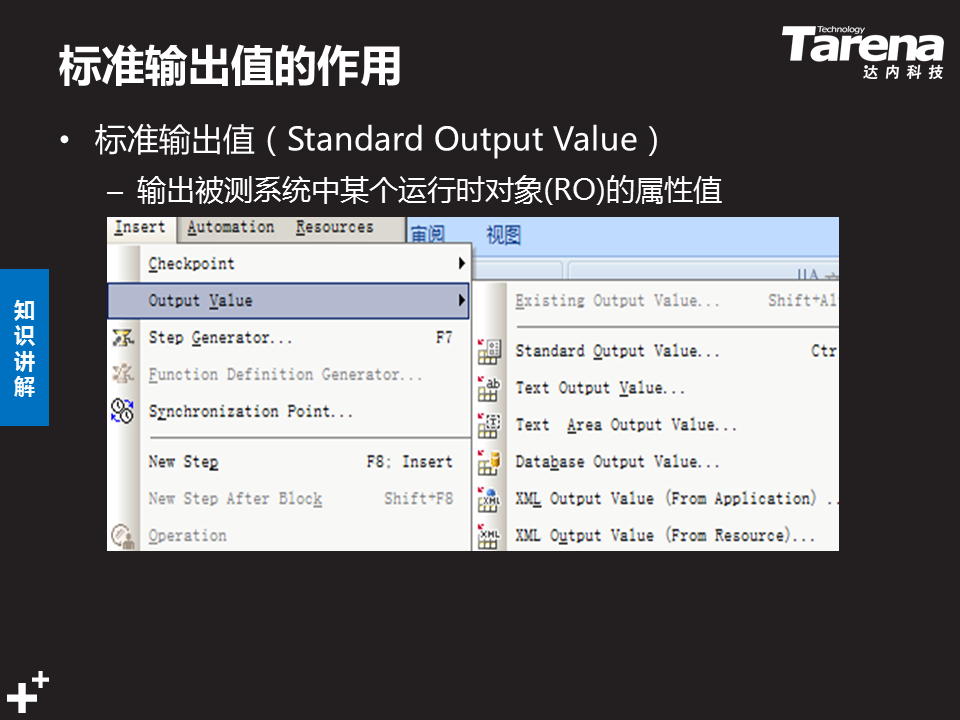 标准输出值的作用
Technology
Tarena
达内科技
• 标准输出值（Standard Output Value）
– 输出被测系统中某个运行时对象(RO)的属性值
知识讲解
Insert Automation Resources 审阅 视图
Checkpoint
Output Value
Existing Output Value... Shift+Al
Step Generator... F7
Standard Output Value... Ctr
Function Definition Generator...
Text Output Value...
Synchronization Point...
Text Area Output Value...
New Step F8; Insert
Database Output Value...
New Step After Block Shift+F8
XML Output Value (From Application) ..
Operation
XML Output Value (From Resource)...